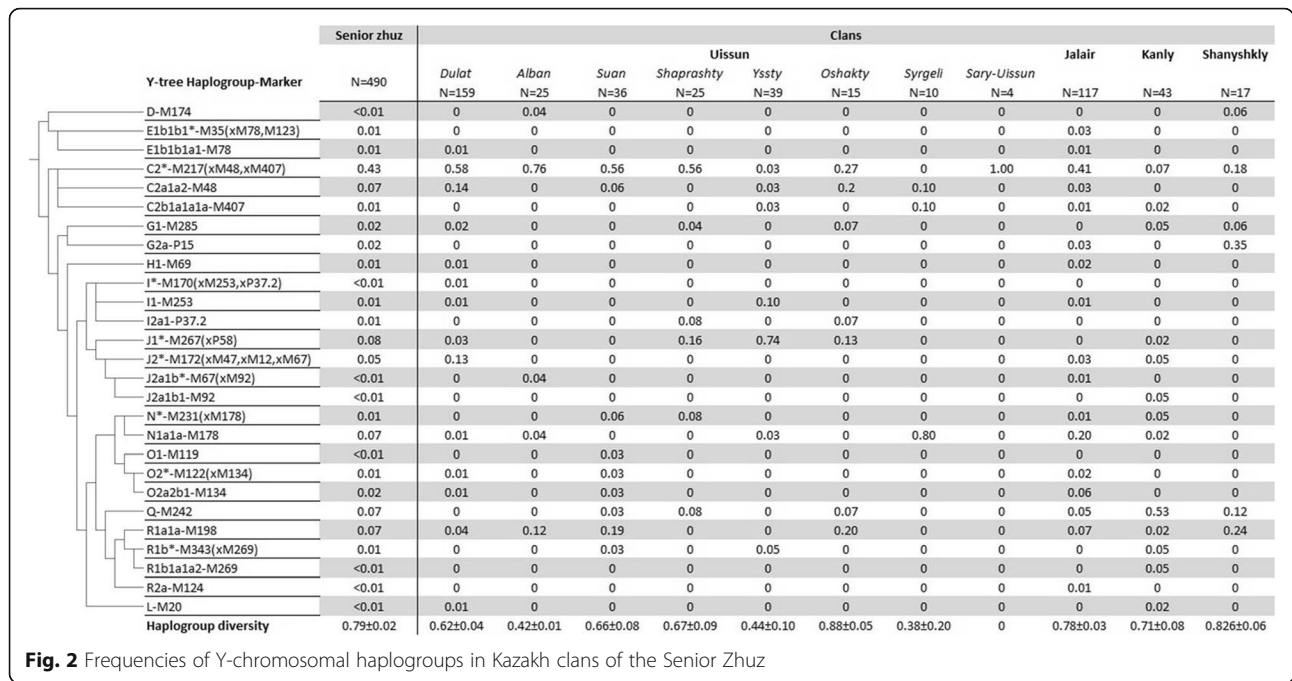 Senior zhuz Clans
Uissun Jalair Kanly Shanyshkly
Y-tree Haplogroup-Marker N=490 Dulat Alban Suan Shaprashty Yssty Oshakty Syrgeli Sary-Uissun
N=159 N=25 N=36 N=25 N=39 N=15 N=10 N=4 N=117 N=43 N=17
D-M174 <0.01 0 0.04 0 0 0 0 0 0 0 0 0.06
E1b1b1*-M35(xM78,M123) 0.01 0 0 0 0 0 0 0 0 0.03 0 0
E1b1b1a1-M78 0.01 0.01 0 0 0 0 0 0 0 0.01 0 0
C2*-M217(xM48,xM407) 0.43 0.58 0.76 0.56 0.56 0.03 0.27 0 1.00 0.41 0.07 0.18
C2a1a2-M48 0.07 0.14 0 0.06 0 0.03 0.2 0.10 0 0.03 0 0
C2b1a1a1a-M407 0.01 0 0 0 0 0.03 0 0.10 0 0.01 0.02 0
G1-M285 0.02 0.02 0 0 0.04 0 0.07 0 0 0 0.05 0.06
G2a-P15 0.02 0 0 0 0 0 0 0 0 0.03 0 0.35
H1-M69 0.01 0.01 0 0 0 0 0 0 0 0.02 0 0
I*-M170(xM253,xP37.2) <0.01 0.01 0 0 0 0 0 0 0 0 0 0
I1-M253 0.01 0.01 0 0 0 0.10 0 0 0 0.01 0 0
I2a1-P37.2 0.01 0 0 0 0.08 0 0.07 0 0 0 0 0
J1*-M267(xP58) 0.08 0.03 0 0 0.16 0.74 0.13 0 0 0 0.02 0
J2*-M172(xM47,xM12,xM67) 0.05 0.13 0 0 0 0 0 0 0 0.03 0.05 0
J2a1b*-M67(xM92) <0.01 0 0.04 0 0 0 0 0 0 0.01 0 0
J2a1b1-M92 <0.01 0 0 0 0 0 0 0 0 0 0.05 0
N*-M231(xM178) 0.01 0 0 0.06 0.08 0 0 0 0 0.01 0.05 0
N1a1a-M178 0.07 0.01 0.04 0 0 0.03 0 0.80 0 0.20 0.02 0
O1-M119 <0.01 0 0 0.03 0 0 0 0 0 0 0 0
O2*-M122(xM134) 0.01 0.01 0 0.03 0 0 0 0 0 0.02 0 0
O2a2b1-M134 0.02 0.01 0 0.03 0 0 0 0 0 0.06 0 0
Q-M242 0.07 0 0 0.03 0.08 0 0.07 0 0 0.05 0.53 0.12
R1a1a-M198 0.07 0.04 0.12 0.19 0 0 0.20 0 0 0.07 0.02 0.24
R1b*-M343(xM269) 0.01 0 0 0.03 0 0.05 0 0 0 0 0.05 0
R1b1a1a2-M269 <0.01 0 0 0 0 0 0 0 0 0 0.05 0
R2a-M124 <0.01 0 0 0 0 0 0 0 0 0.01 0 0
L-M20 <0.01 0.01 0 0 0 0 0 0 0 0 0.02 0
Haplogroup diversity 0.79±0.02 0.62±0.04 0.42±0.01 0.66±0.08 0.67±0.09 0.44±0.10 0.88±0.05 0.38±0.20 0 0.78±0.03 0.71±0.08 0.826±0.06
Fig. 2 Frequencies of Y-chromosomal haplogroups in Kazakh clans of the Senior Zhuz